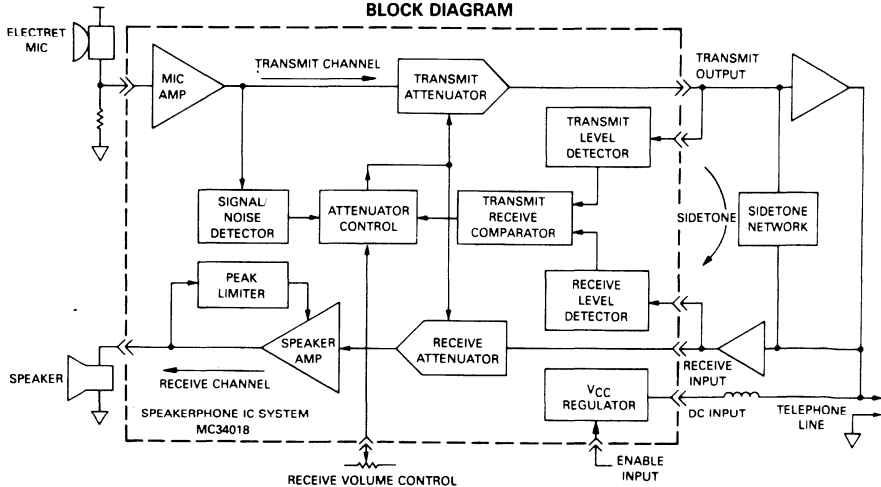 BLOCK DIAGRAM
ELECTRET
MIC
MIC
AMP
TRANSMIT CHANNEL
TRANSMIT
ATTENUATOR
TRANSMIT
OUTPUT
TRANSMIT
LEVEL
DETECTOR
SIGNAL/
NOISE
DETECTOR
ATTENUATOR
CONTROL
TRANSMIT
RECEIVE
COMPARATOR
SIDETONE
SIDETONE
NETWORK
PEAK
LIMITER
RECEIVE
LEVEL
DETECTOR
SPEAKER
AMP
RECEIVE
ATTENUATOR
RECEIVE
INPUT
SPEAKER
RECEIVE CHANNEL
VCC
REGULATOR
DC INPUT
TELEPHONE
LINE
SPEAKERPHONE IC SYSTEM
MC34018
ENABLE
INPUT
RECEIVE VOLUME CONTROL